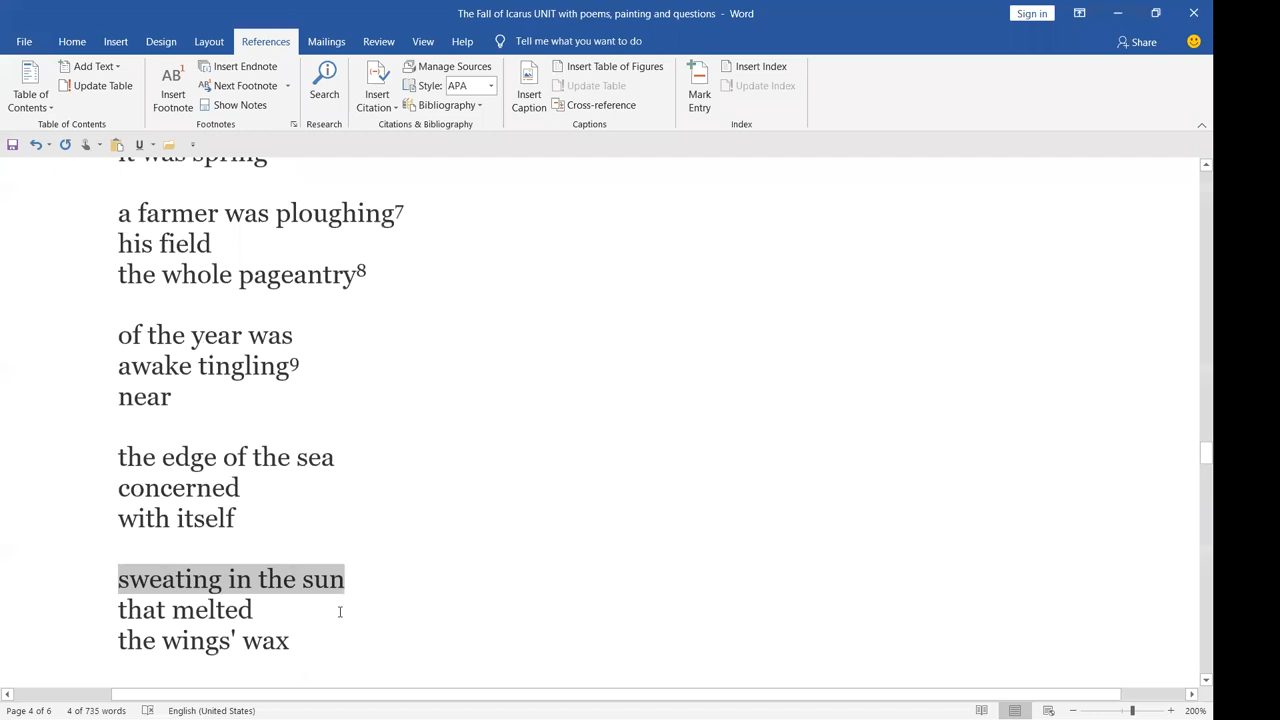 The Fall of Icarus UNIT with poems, painting and questions - Word
Sign in
File Home Insert Design Layout References Mailings Review View Help Tell me what you want to do Share
Table of Contents
Add Text
Update Table
Table of Contents
AB1
Insert Footnote
Insert Endnote
Next Footnote
Show Notes
Footnotes
Search
Research
Insert Citation
Manage Sources
Style: APA
Bibliography
Citations & Bibliography
Insert Caption
Insert Table of Figures
Update Table
Cross-reference
Captions
Mark Entry
Insert Index
Update Index
Index
it was spring
a farmer was ploughing7
his field
the whole pageantry8
of the year was
awake tingling9
near
the edge of the sea
concerned
with itself
sweating in the sun
that melted
the wings' wax
Page 4 of 6 4 of 735 words English (United States) 200%